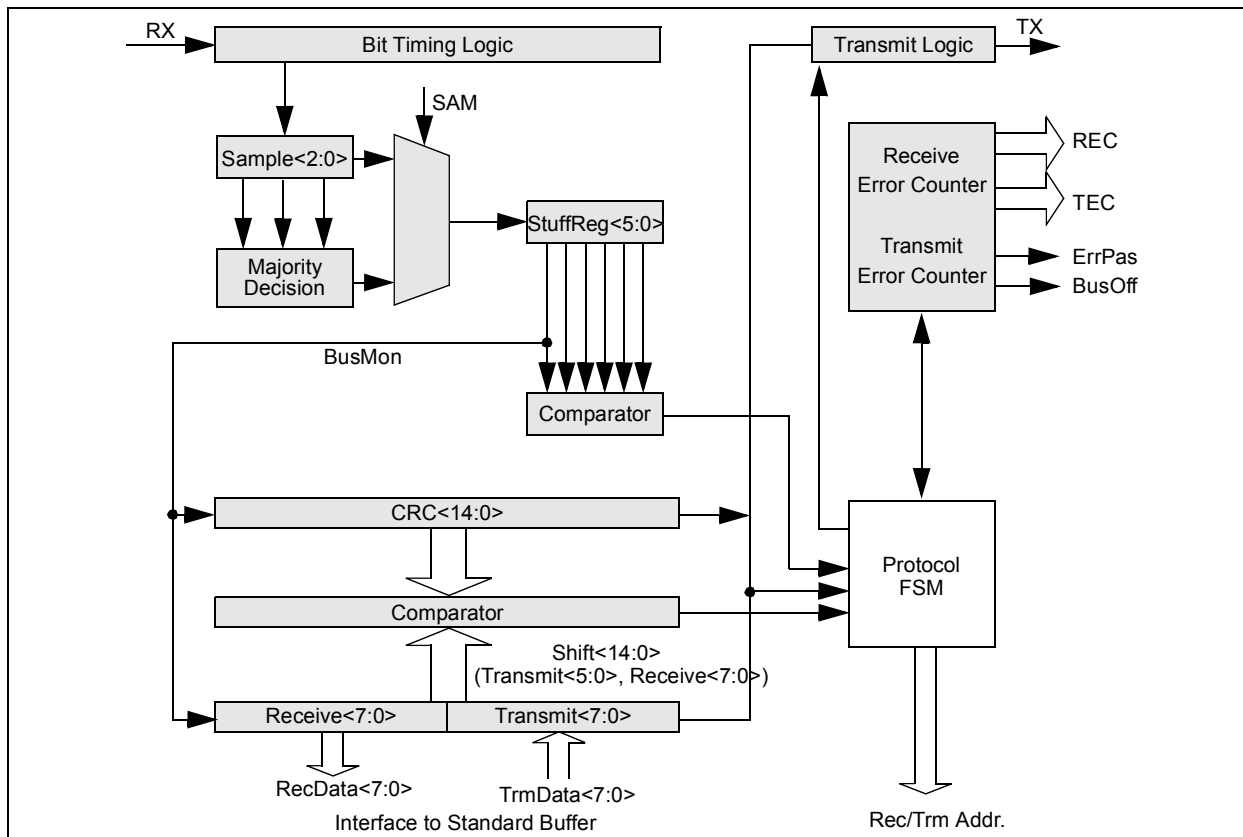 RX
Bit Timing Logic
Transmit Logic
TX
SAM
Sample<2:0>
Receive
Error Counter
REC
StuffReg<5:0>
TEC
Majority
Decision
Transmit
Error Counter
ErrPas
BusOff
BusMon
Comparator
CRC<14:0>
Protocol
FSM
Comparator
Shift<14:0>
(Transmit<5:0>, Receive<7:0>)
Receive<7:0>
Transmit<7:0>
RecData<7:0>
TrmData<7:0>
Interface to Standard Buffer
Rec/Trm Addr.